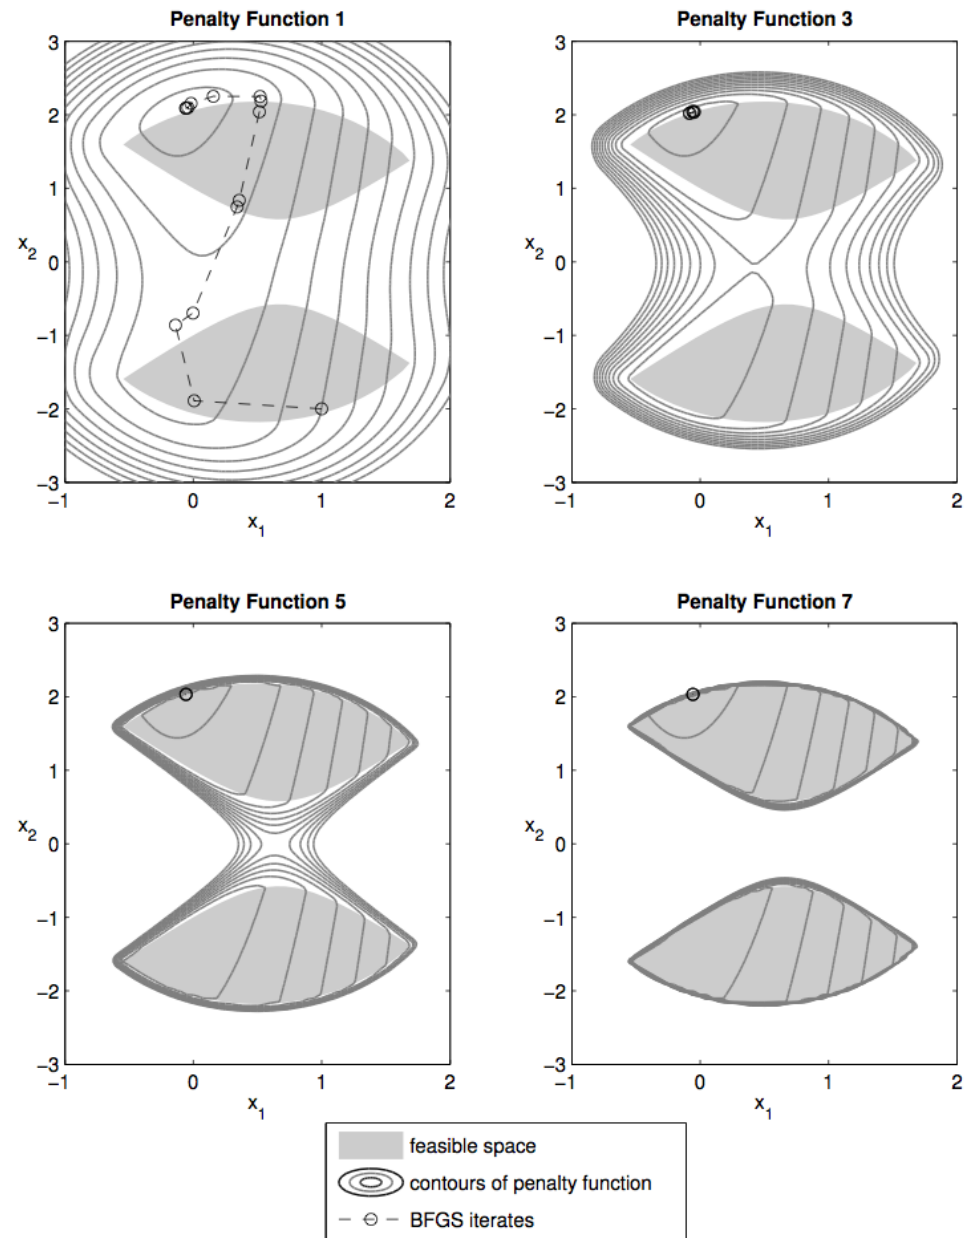 Penalty Function 1
3
2
1
x2
0
−1
−2
−3
−1
0
1
2
x1
Penalty Function 3
3
2
1
x2
0
−1
−2
−3
−1
0
1
2
x1
Penalty Function 5
3
2
1
x2
0
−1
−2
−3
−1
0
1
2
x1
Penalty Function 7
3
2
1
x2
0
−1
−2
−3
−1
0
1
2
x1
feasible space
contours of penalty function
BFGS iterates